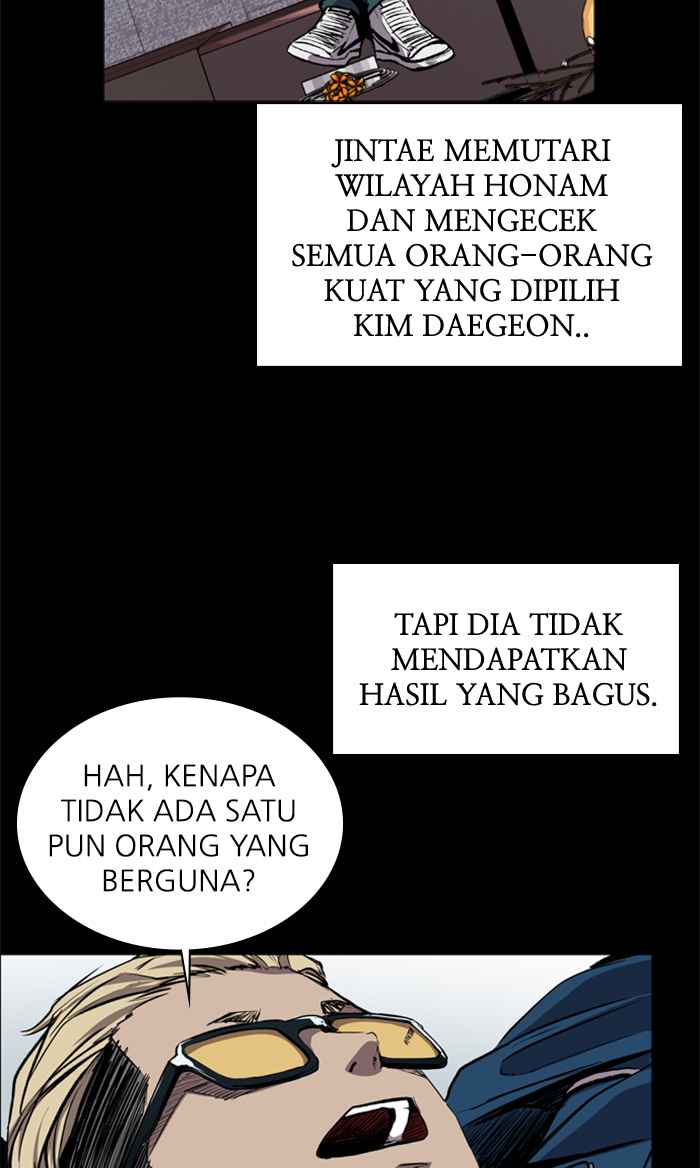 JINTAE MEMUTARI
WILAYAH HONAM
DAN MENGECEK
SEMUA ORANG-ORANG
KUAT YANG DIPILIH
KIM DAEGEON..
TAPI DIA TIDAK
MENDAPATKAN
HASIL YANG BAGUS.
HAH, KENAPA
TIDAK ADA SATU
PUN ORANG YANG
BERGUNA?